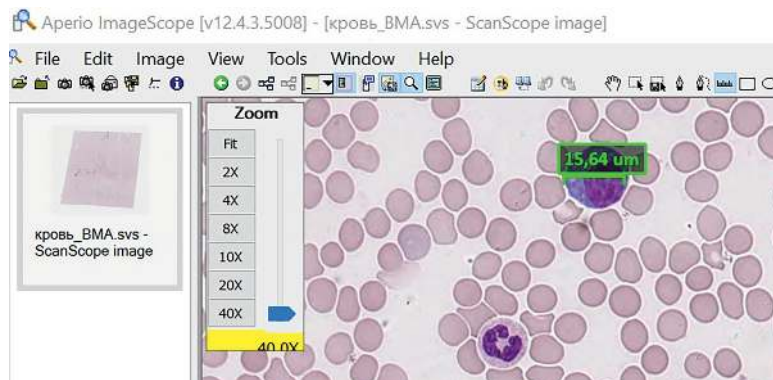 Aperio ImageScope [v12.4.3.5008] - [кровь_BMA.svs - ScanScope image]
File Edit Image View Tools Window Help
кровь_BMA.svs -
ScanScope image
Zoom
Fit
2X
4X
8X
10X
20X
40X
40.0X
15,64 um